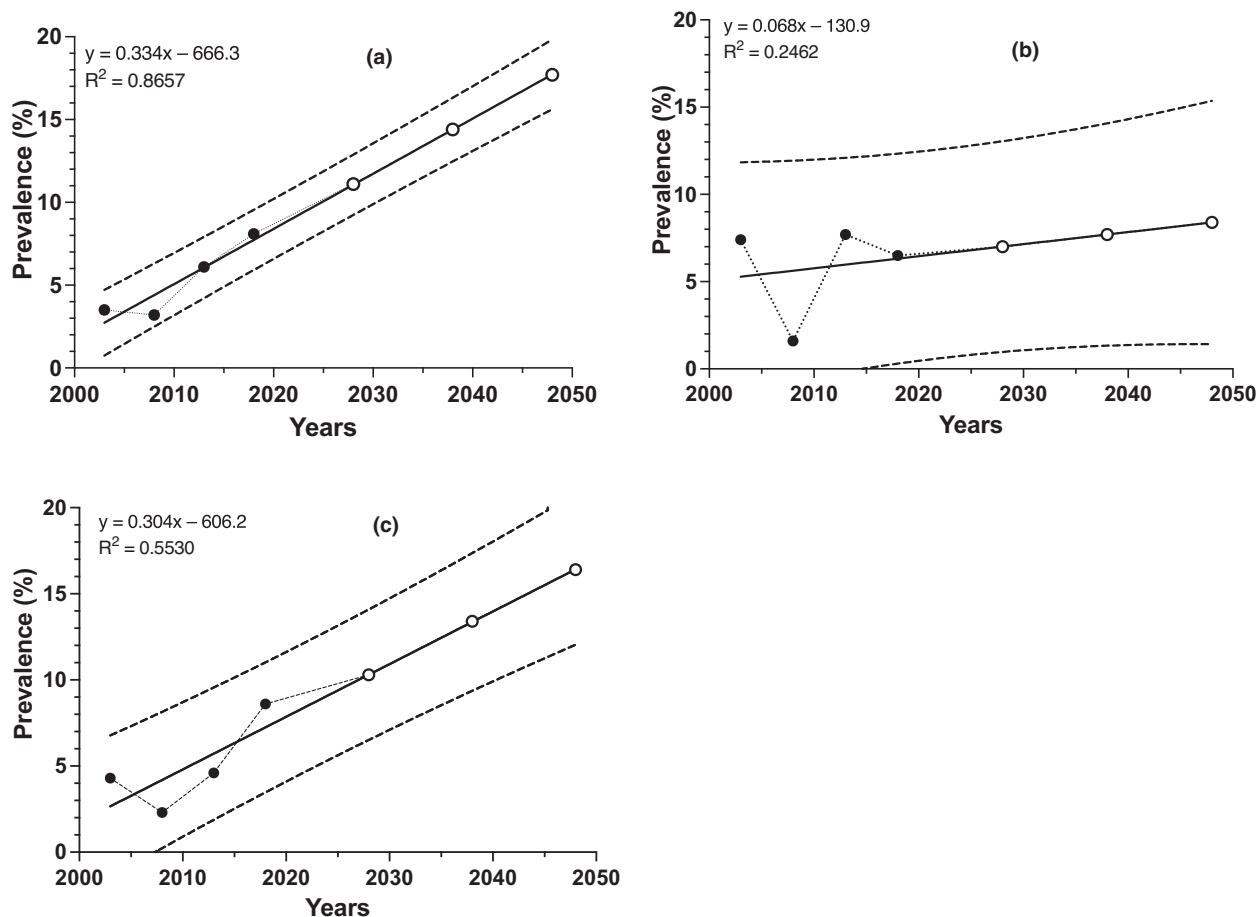 y = 0.334x – 666.3
R² = 0.8657
(a)
Prevalence (%)
20
15
10
5
0
2000 2010 2020 2030 2040 2050
Years
y = 0.068x – 130.9
R² = 0.2462
(b)
Prevalence (%)
20
15
10
5
0
2000 2010 2020 2030 2040 2050
Years
y = 0.304x – 606.2
R² = 0.5530
(c)
Prevalence (%)
20
15
10
5
0
2000 2010 2020 2030 2040 2050
Years